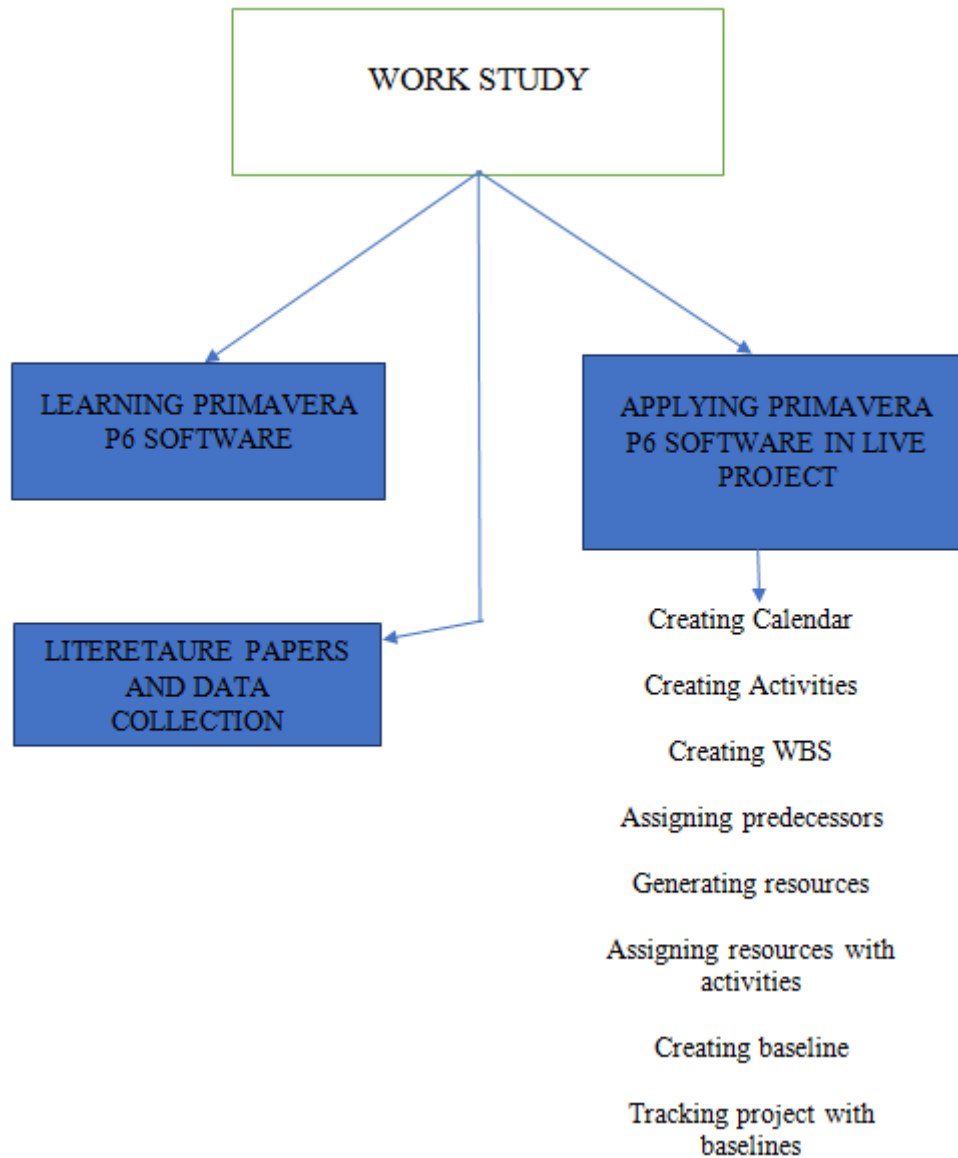 WORK STUDY
LEARNING PRIMAVERA
P6 SOFTWARE
APPLYING PRIMAVERA
P6 SOFTWARE IN LIVE
PROJECT
LITERETAURE PAPERS
AND DATA
COLLECTION
Creating Calendar
Creating Activities
Creating WBS
Assigning predecessors
Generating resources
Assigning resources with
activities
Creating baseline
Tracking project with
baselines